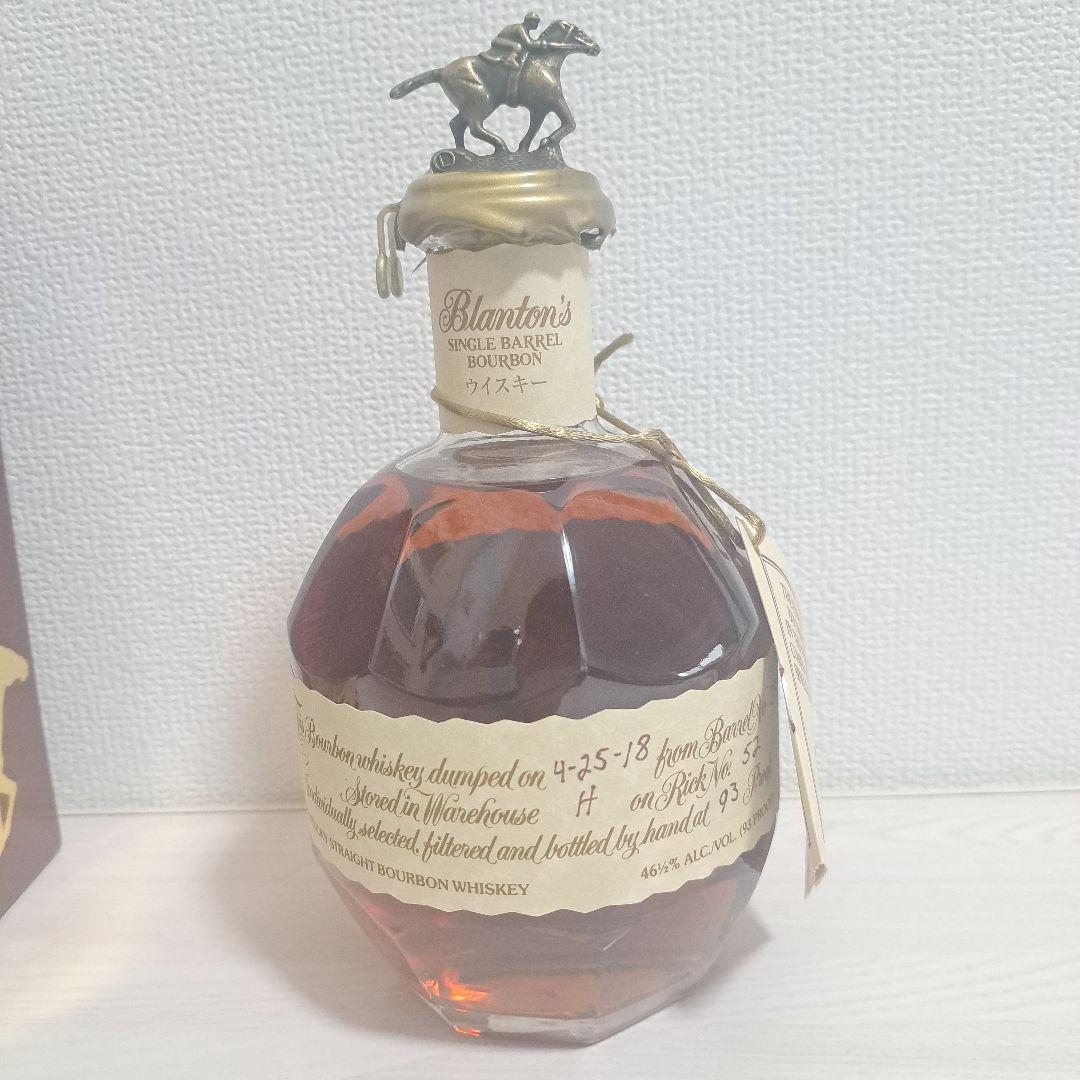 Blanton's
SINGLE BARREL
BOURBON
ウイスキー
This Bourbon whiskey dumped on 4-25-18 from Barrel No.
Stored in Warehouse H on Rick No. 52
Individually selected, filtered and bottled by hand at 93 Proof
STRAIGHT BOURBON WHISKEY 46½% ALC./VOL. (93 PROOF